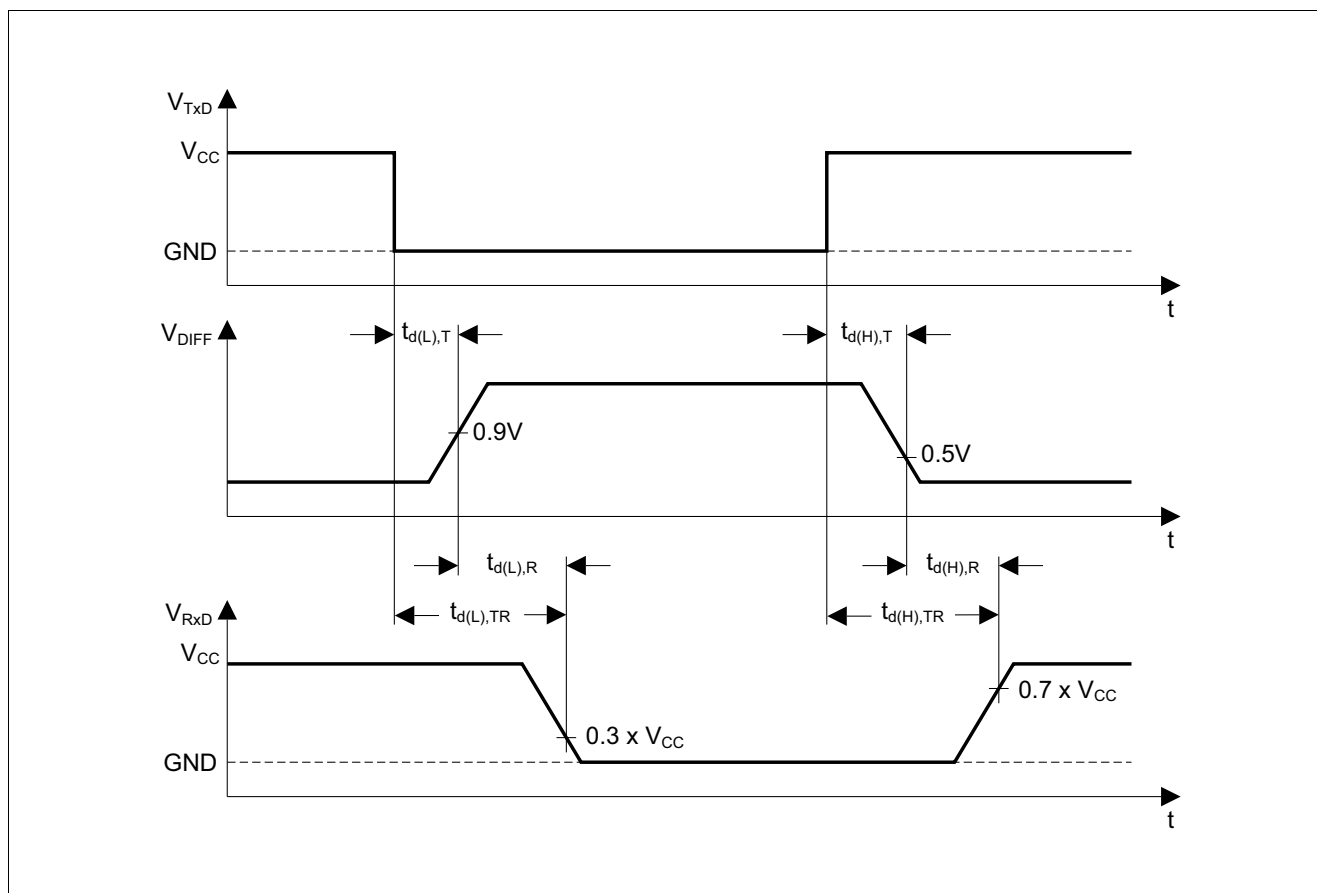 V_TxD
V_CC
GND
t
V_DIFF
t_d(L),T
t_d(H),T
0.9V
0.5V
t
t_d(L),R
t_d(H),R
V_RxD
t_d(L),TR
t_d(H),TR
V_CC
0.7 x V_CC
0.3 x V_CC
GND
t